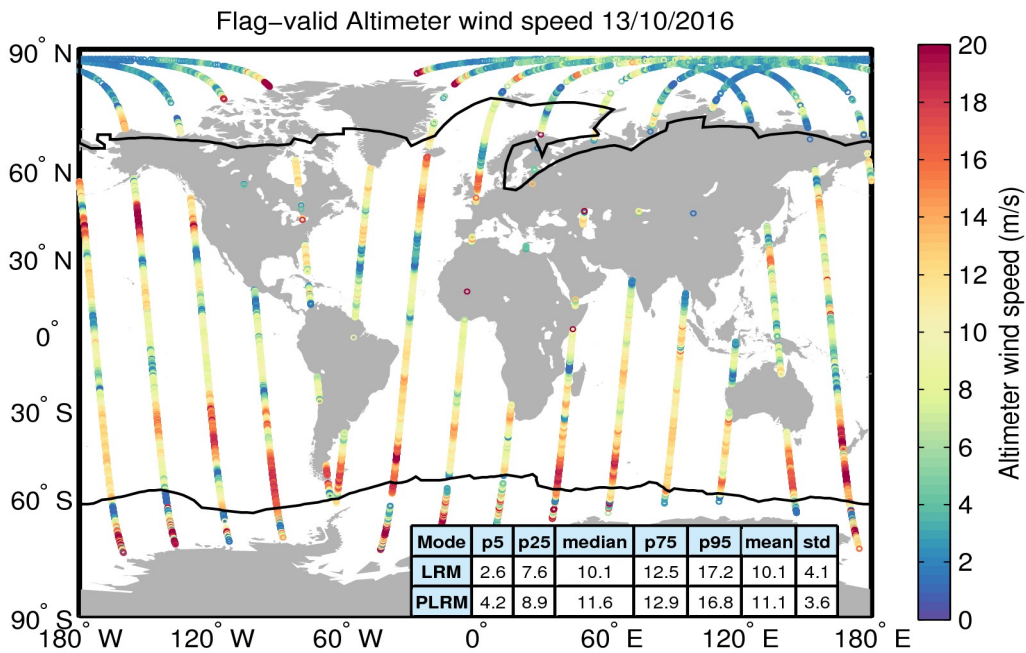 Flag−valid Altimeter wind speed 13/10/2016
90° N
60° N
30° N
0°
30° S
60° S
90° S
180° W
120° W
60° W
0°
60° E
120° E
180° E
Mode p5 p25 median p75 p95 mean std
LRM 2.6 7.6 10.1 12.5 17.2 10.1 4.1
PLRM 4.2 8.9 11.6 12.9 16.8 11.1 3.6
20
18
16
14
12
10
8
6
4
2
0
Altimeter wind speed (m/s)